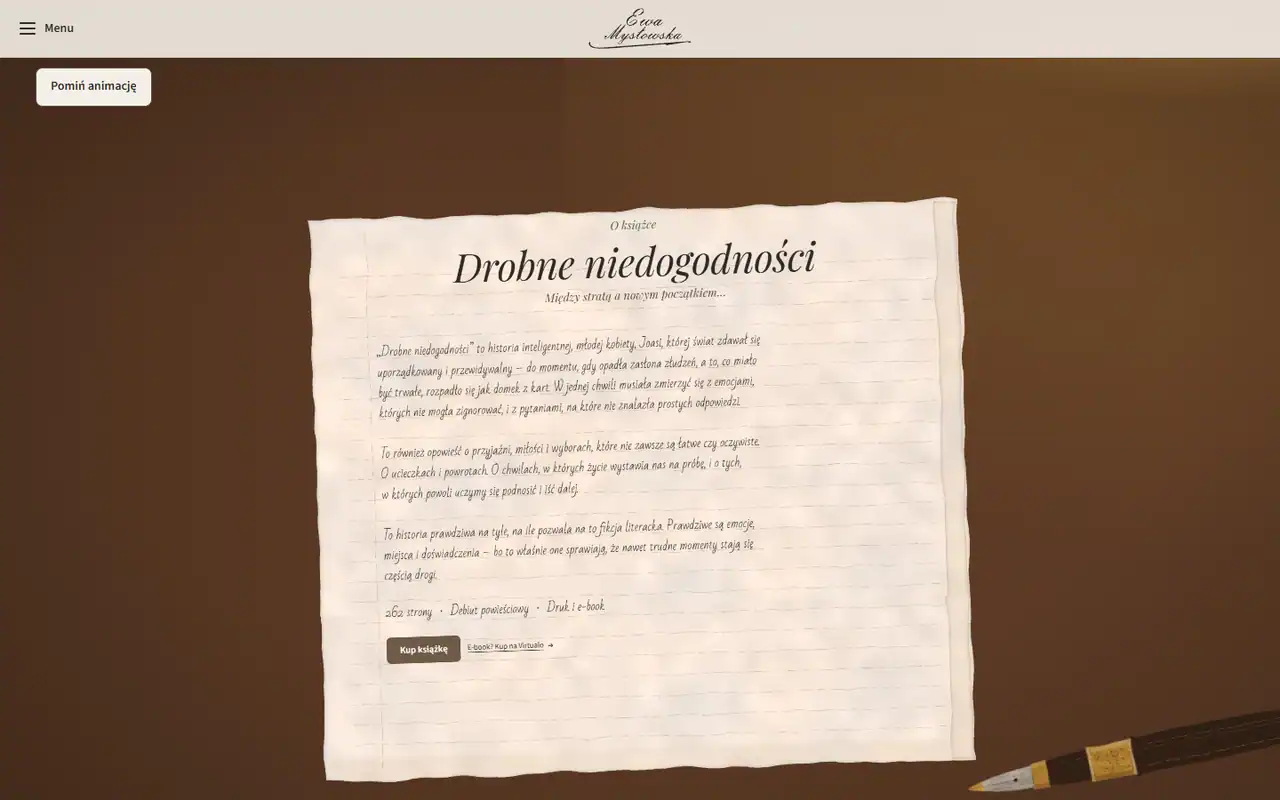 Menu
Ewa
Mysłowska
Pomiń animację
O książce
Drobne niedogodności
Między stratą a nowym początkiem...
„Drobne niedogodności” to historia inteligentnej, młodej kobiety, Joasi, której świat zdawał się
uporządkowany i przewidywalny – do momentu, gdy opadła zasłona złudzeń, a to, co miało
być trwałe, rozpadło się jak domek z kart. W jednej chwili musiała zmierzyć się z emocjami,
których nie mogła zignorować, i z pytaniami, na które nie znalazła prostych odpowiedzi.
To również opowieść o przyjaźni, miłości i wyborach, które nie zawsze są łatwe czy oczywiste.
O ucieczkach i powrotach. O chwilach, w których życie wystawia nas na próbę, i o tych,
w których powoli uczymy się podnosić i iść dalej.
To historia prawdziwa na tyle, na ile pozwala na to fikcja literacka. Prawdziwe są emocje,
miejsca i doświadczenia – bo to właśnie one sprawiają, że nawet trudne momenty stają się
częścią drogi.
262 strony · Debiut powieściowy · Druk i e-book
Kup książkę
E-book? Kup na Virtualo →